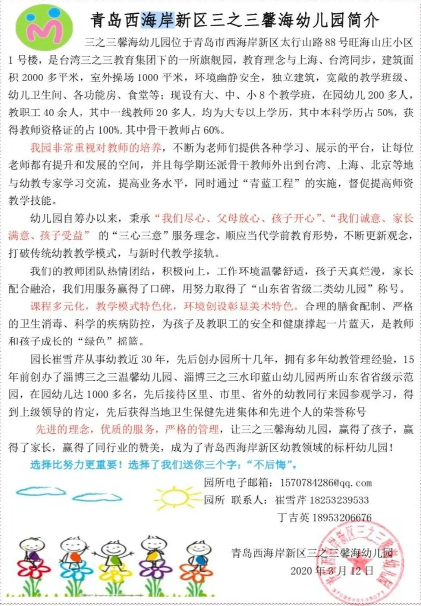 青岛西海岸新区三之三馨海幼儿园简介
三之三馨海幼儿园位于青岛市西海岸新区太行山路88号旺海山庄小区
1号楼，是台湾三之三教育集团下的一所旗舰园，教育理念与上海、台湾同步，建筑面
积2000多平米，室外操场1000平米，环境幽静安全，独立建筑，宽敞的教学班级、
幼儿卫生间、各功能房、食堂等；现设有大、中、小8个教学班，在园幼儿200多人，
教职工40余人，其中一线教师20多人，均为大专以上学历，其中本科学历占50%，获
得教师资格证的占100%.其中骨干教师占60%。
我园非常重视对教师的培养，不断为老师们提供各种学习、展示的平台，让每位
老师都有提升和发展的空间，并且每学期还派骨干教师外出到台湾、上海、北京等地
与幼教专家学习交流，提高业务水平，同时通过“青蓝工程”的实施，督促提高师资
教学技能。
幼儿园自筹办以来，秉承“我们尽心、父母放心、孩子开心”、“我们诚意、家长
满意、孩子受益” 的“三心三意”服务理念，顺应当代学前教育形势，不断更新观念，
打破传统幼教教学模式，与新时代教学接轨。
我们的教师团队热情团结，积极向上，工作环境温馨舒适，孩子天真烂漫，家长
配合融洽，我们用服务赢得了口碑，用努力取得了“山东省省级二类幼儿园”称号。
课程多元化，教学模式特色化，环境创设彰显美术特色。合理的膳食配制、严格
的卫生消毒、科学的疾病防控，为孩子及教职工的安全和健康撑起一片蓝天，是教师
和孩子成长的“绿色”摇篮。
园长崔雪芹从事幼教近30年，先后创办园所十几年，拥有多年幼教管理经验，15
年前创办了淄博三之三温馨幼儿园、淄博三之三水印蓝山幼儿园两所山东省省级示范
园，在园幼儿达1000多名，先后接待区里、市里、省外的幼教同行来园参观学习，得
到上级领导的肯定，先后获得当地卫生保健先进集体和先进个人的荣誉称号
先进的理念，优质的服务，严格的管理，让三之三馨海幼儿园，赢得了孩子，赢
得了家长，赢得了同行业的赞美，成为了青岛西海岸新区幼教领域的标杆幼儿园！
选择比努力更重要！选择了我们送你三个字：“不后悔”。
园所电子邮箱：1570784286@qq.com
园所 联系人：崔雪芹 18253239533
丁吉英 18953206676
青岛西海岸新区三之三馨海幼儿园
2020年3月12日